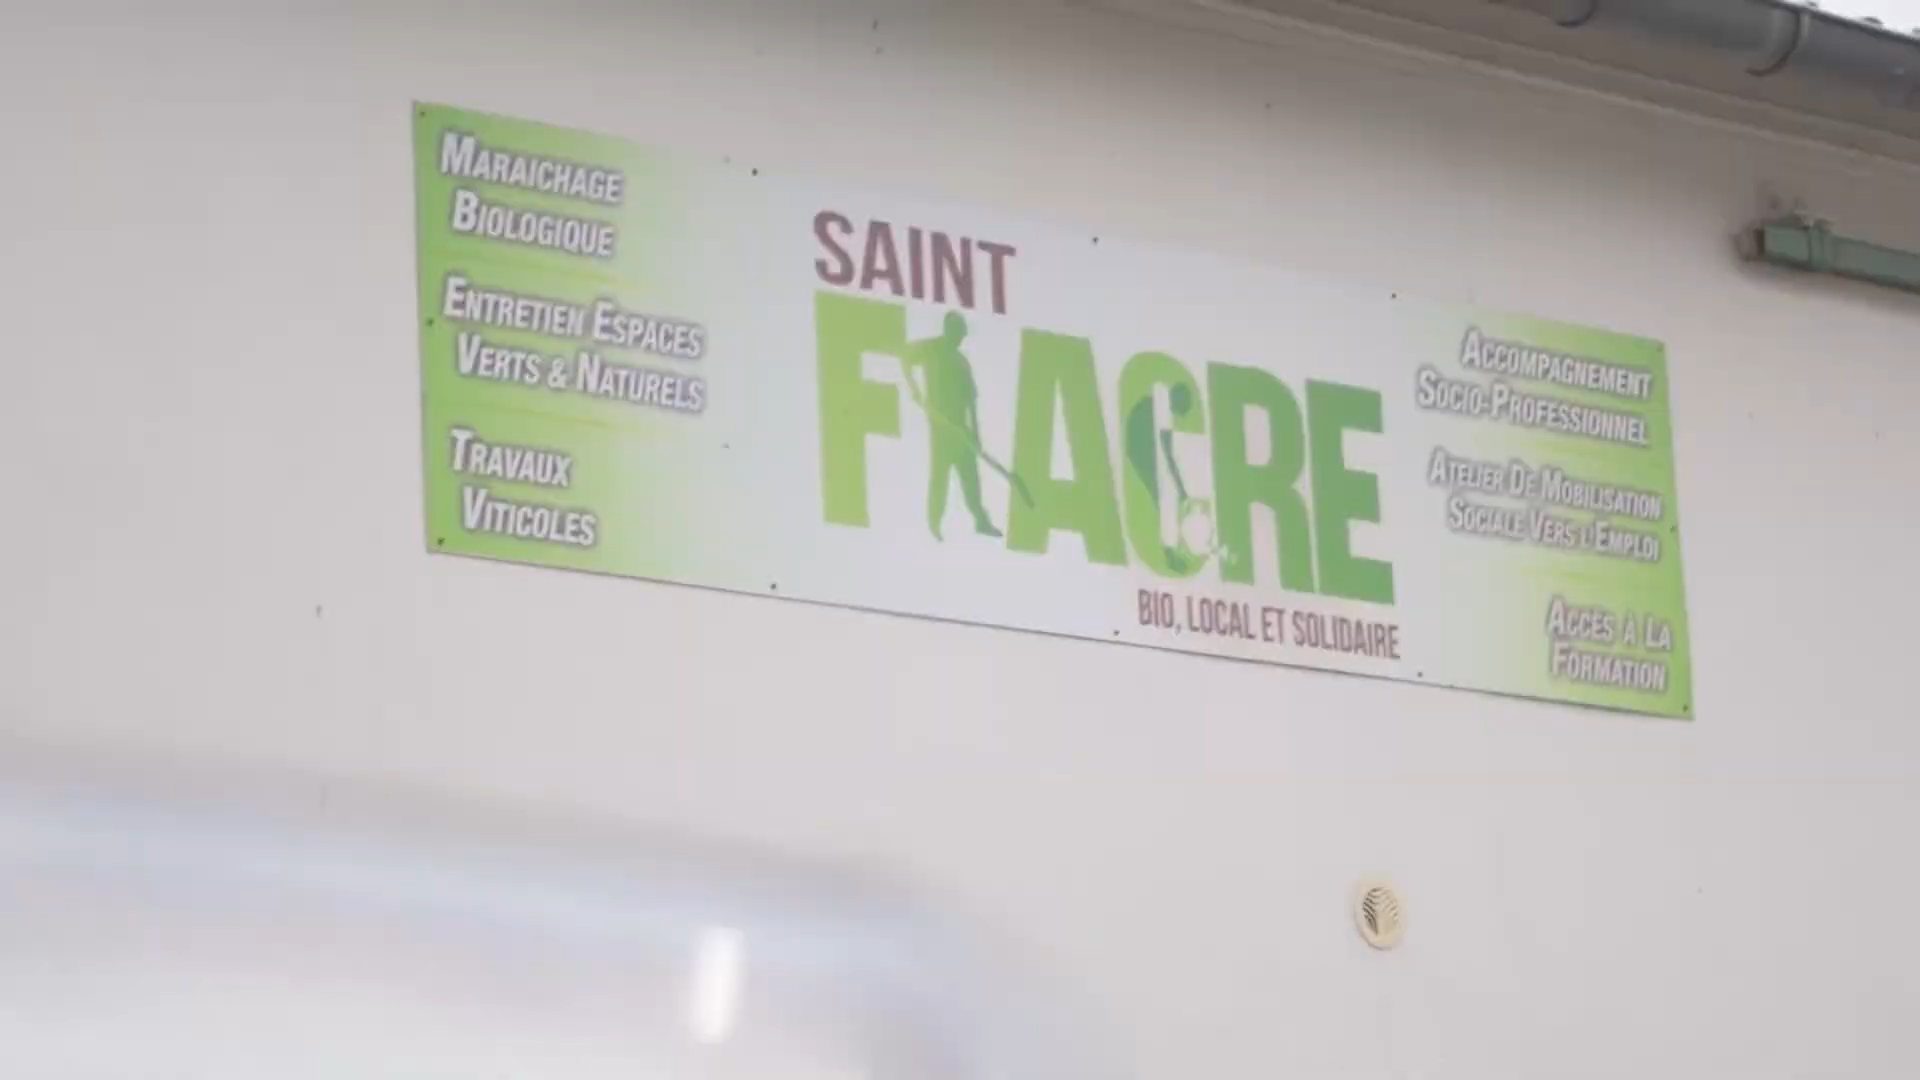 MARAICHAGE
BIOLOGIQUE
ENTRETIEN ESPACES
VERTS & NATURELS
TRAVAUX
VITICOLES
SAINT
FIACRE
BIO, LOCAL ET SOLIDAIRE
ACCOMPAGNEMENT
SOCIO-PROFESSIONNEL
ATELIER DE MOBILISATION
SOCIALE VERS L'EMPLOI
ACCÈS À LA
FORMATION